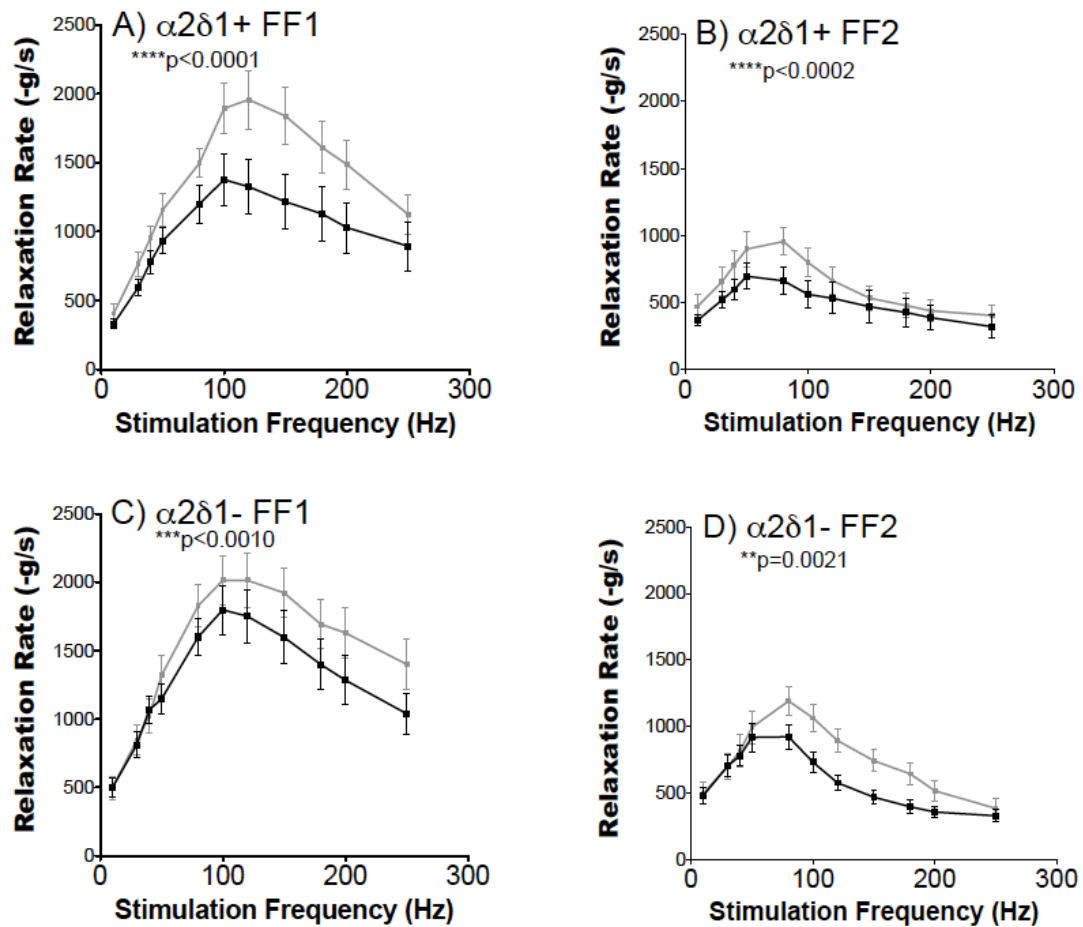 A) α2δ1+ FF1
****p<0.0001
Relaxation Rate (-g/s)
2500
2000
1500
1000
500
0
0 100 200 300
Stimulation Frequency (Hz)
B) α2δ1+ FF2
****p<0.0002
Relaxation Rate (-g/s)
2500
2000
1500
1000
500
0
0 100 200 300
Stimulation Frequency (Hz)
C) α2δ1- FF1
***p<0.0010
Relaxation Rate (-g/s)
2500
2000
1500
1000
500
0
0 100 200 300
Stimulation Frequency (Hz)
D) α2δ1- FF2
**p=0.0021
Relaxation Rate (-g/s)
2500
2000
1500
1000
500
0
0 100 200 300
Stimulation Frequency (Hz)